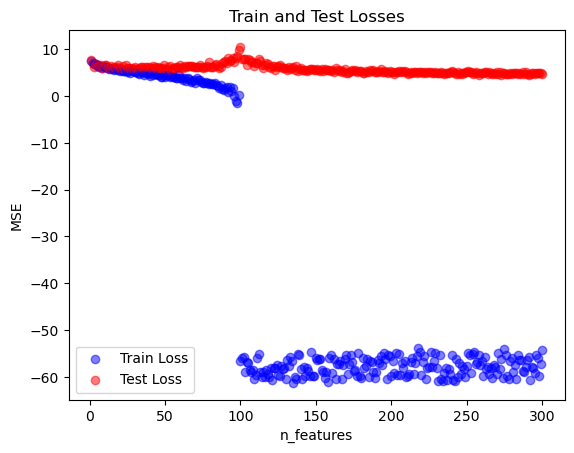 Train and Test Losses
10
0
−10
−20
−30
−40
−50
−60
MSE
Train Loss
Test Loss
0 50 100 150 200 250 300
n_features